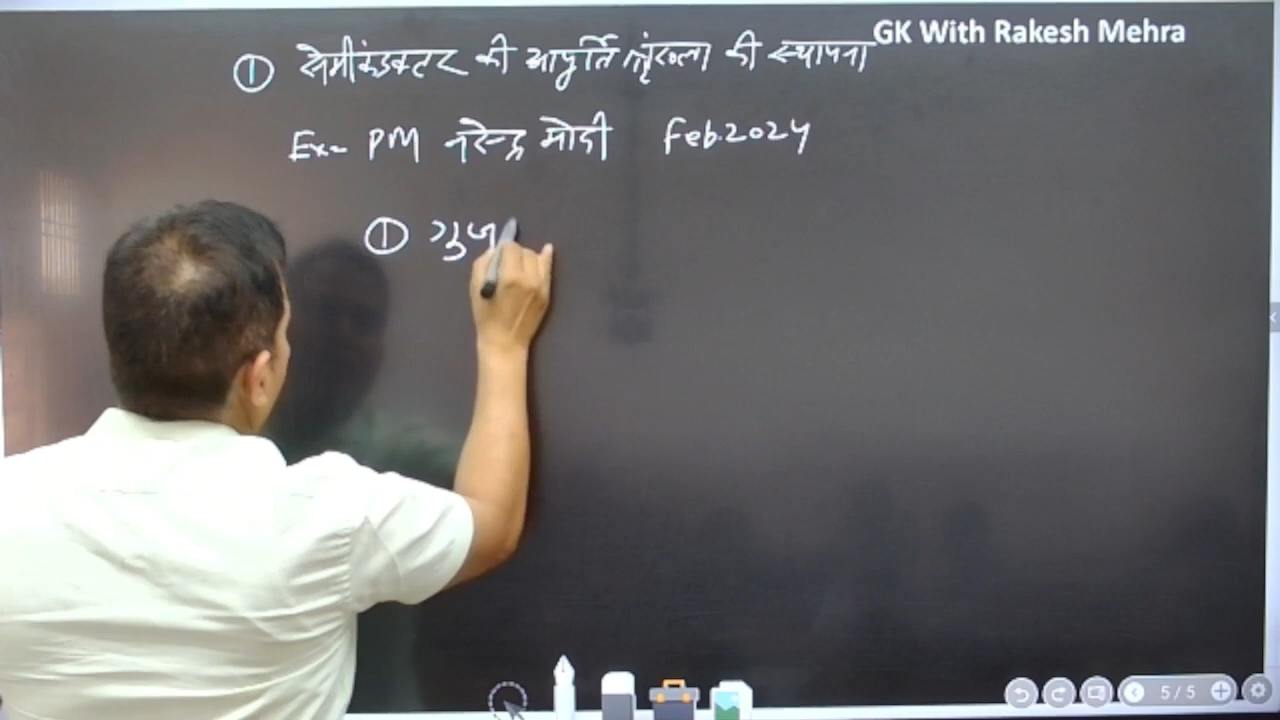 GK With Rakesh Mehra
① सेमीकंडक्टर की आपूर्ति श्रृंखला की स्थापना
Ex- PM नरेन्द्र मोदी Feb.2024
① गुज
5/5